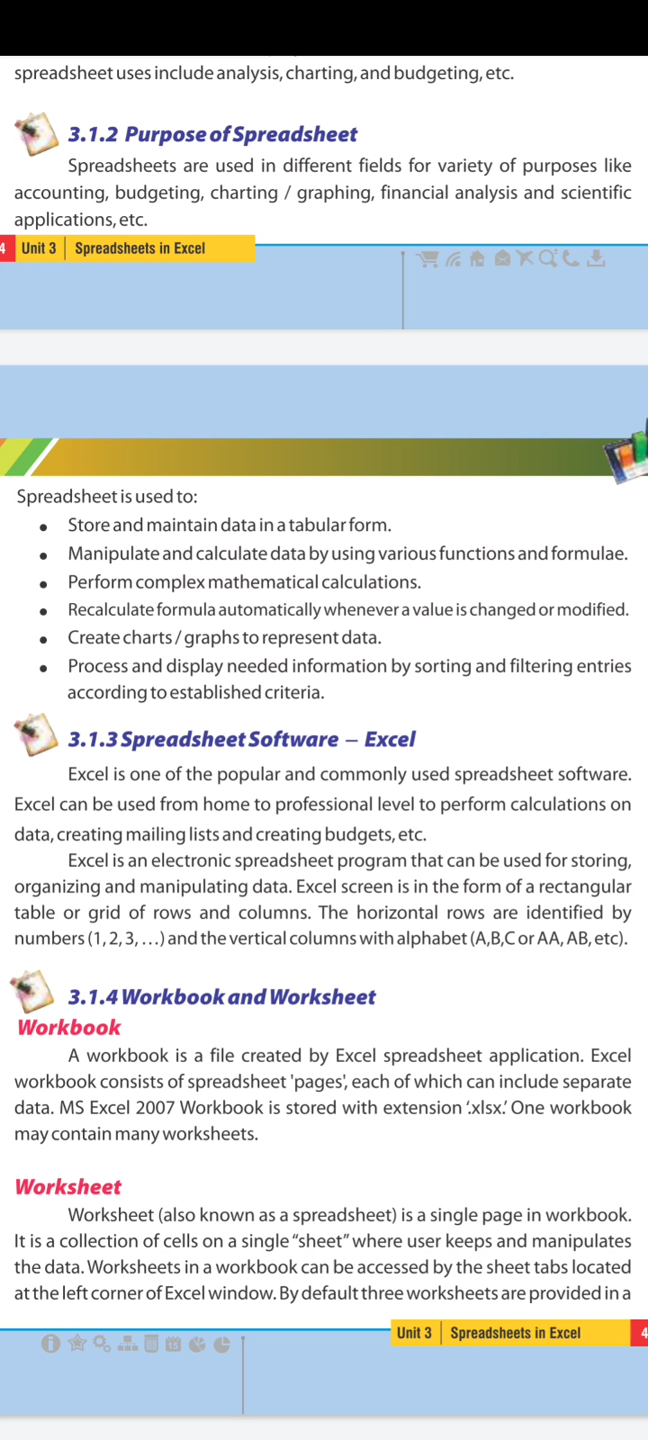 spreadsheet uses include analysis, charting, and budgeting, etc.
3.1.2 Purpose of Spreadsheet
Spreadsheets are used in different fields for variety of purposes like
accounting, budgeting, charting / graphing, financial analysis and scientific
applications, etc.
4 Unit 3 Spreadsheets in Excel
Spreadsheet is used to:
● Store and maintain data in a tabular form.
● Manipulate and calculate data by using various functions and formulae.
● Perform complex mathematical calculations.
● Recalculate formula automatically whenever a value is changed or modified.
● Create charts / graphs to represent data.
● Process and display needed information by sorting and filtering entries
according to established criteria.
3.1.3 Spreadsheet Software – Excel
Excel is one of the popular and commonly used spreadsheet software.
Excel can be used from home to professional level to perform calculations on
data, creating mailing lists and creating budgets, etc.
Excel is an electronic spreadsheet program that can be used for storing,
organizing and manipulating data. Excel screen is in the form of a rectangular
table or grid of rows and columns. The horizontal rows are identified by
numbers (1, 2, 3, …) and the vertical columns with alphabet (A,B,C or AA, AB, etc).
3.1.4 Workbook and Worksheet
Workbook
A workbook is a file created by Excel spreadsheet application. Excel
workbook consists of spreadsheet 'pages', each of which can include separate
data. MS Excel 2007 Workbook is stored with extension ‘.xlsx.’ One workbook
may contain many worksheets.
Worksheet
Worksheet (also known as a spreadsheet) is a single page in workbook.
It is a collection of cells on a single “sheet” where user keeps and manipulates
the data. Worksheets in a workbook can be accessed by the sheet tabs located
at the left corner of Excel window. By default three worksheets are provided in a
Unit 3 Spreadsheets in Excel 4
15